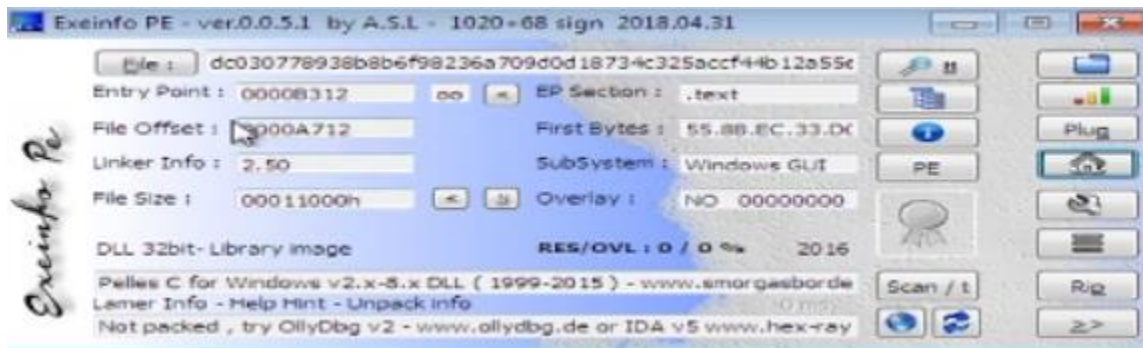 Exeinfo PE - ver.0.0.5.1 by A.S.L - 1020+68 sign 2018.04.31
File : dc030778938b8b6f98236a709d0d18734c325accf44b12a55e
Entry Point : 0000B312 oo < EP Section : .text
File Offset : 0000A712 First Bytes : 55.8B.EC.33.D( Plug
Linker Info : 2.50 SubSystem : Windows GUI PE
File Size : 00011000h < Overlay : NO 00000000
DLL 32bit- Library image RES/OVL : 0 / 0 % 2016
Exeinfo Pe
Pelles C for Windows v2.x-8.x DLL ( 1999-2015 ) - www.smorgasborde Scan / t Rip
Lamer Info - Help Hint - Unpack info
Not packed , try OllyDbg v2 - www.ollydbg.de or IDA v5 www.hex-ray >>